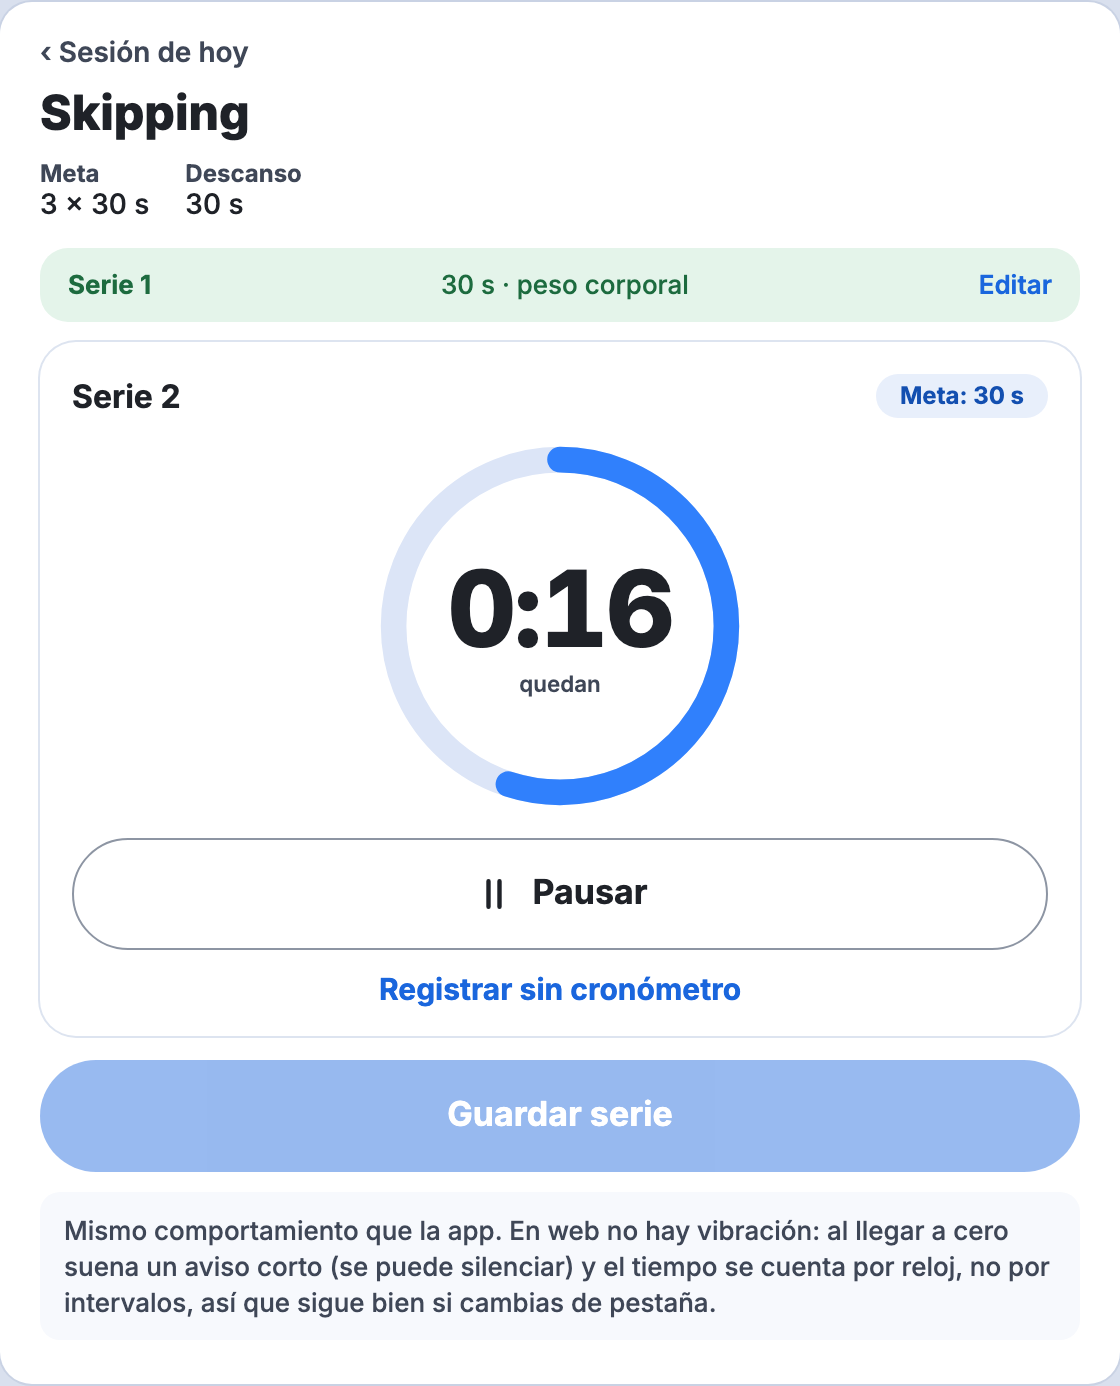 ‹ Sesión de hoy
Skipping
Meta Descanso
3 × 30 s 30 s
Serie 1 30 s · peso corporal Editar
Serie 2 Meta: 30 s
0:16
quedan
Pausar
Registrar sin cronómetro
Guardar serie
Mismo comportamiento que la app. En web no hay vibración: al llegar a cero
suena un aviso corto (se puede silenciar) y el tiempo se cuenta por reloj, no por
intervalos, así que sigue bien si cambias de pestaña.